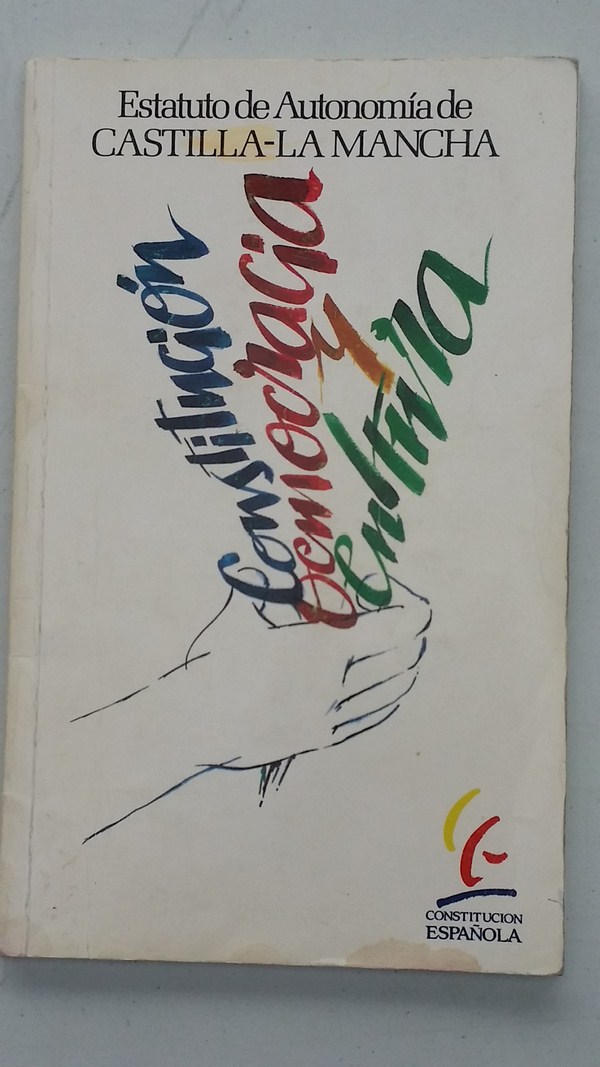 Estatuto de Autonomía de
CASTILLA-LA MANCHA
Constitución
Democracia
y
Cultura
CONSTITUCION
ESPAÑOLA